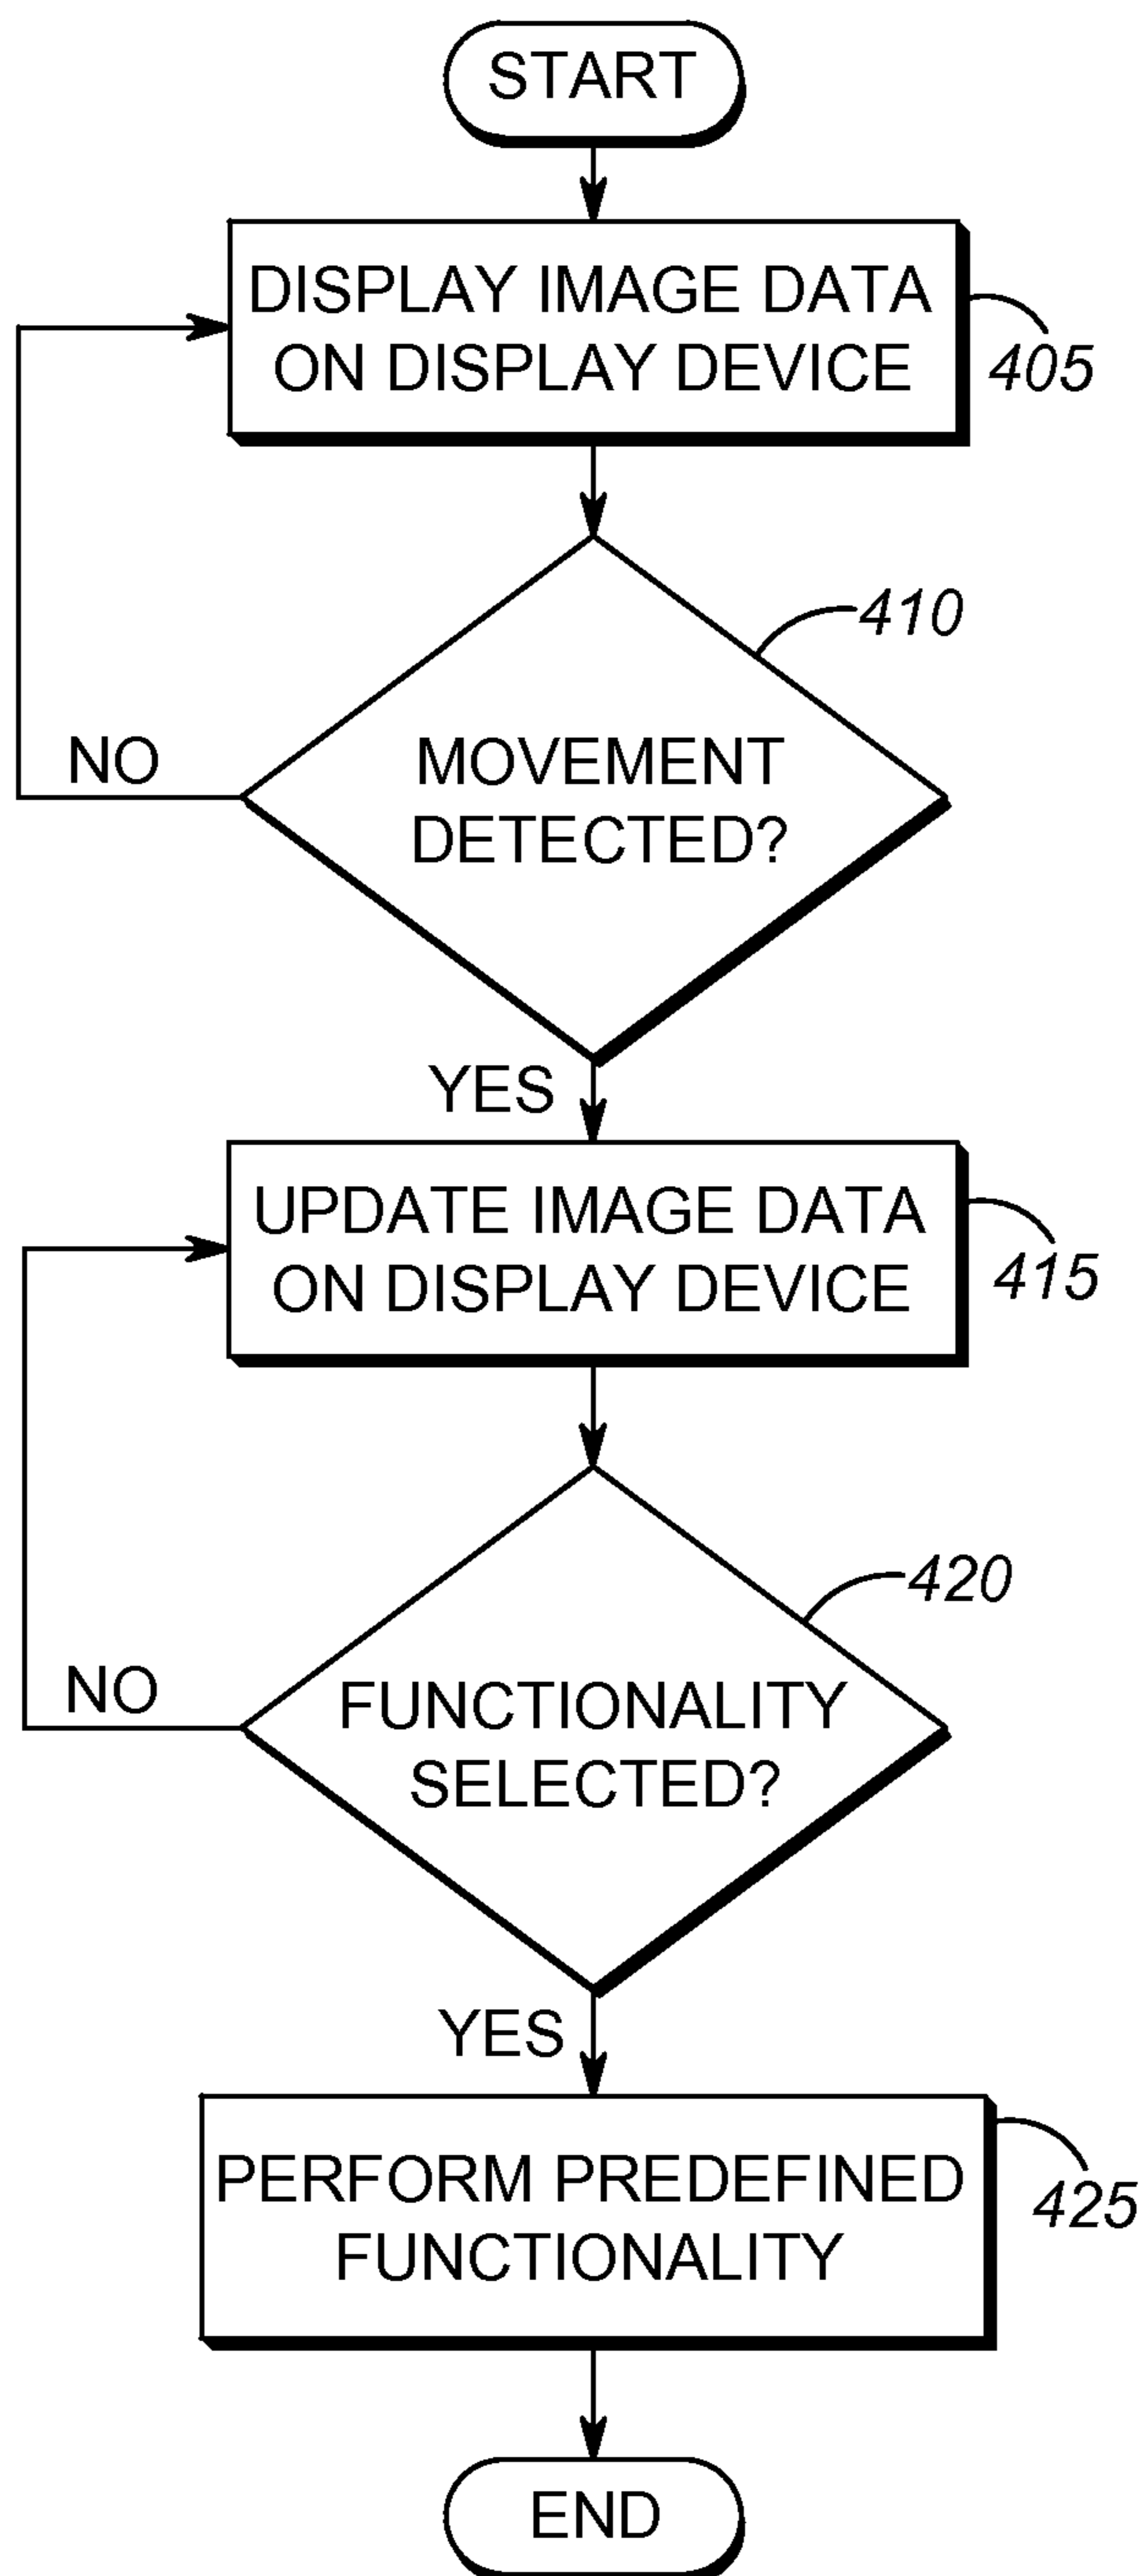 START
DISPLAY IMAGE DATA
ON DISPLAY DEVICE
405
410
MOVEMENT
DETECTED?
NO
YES
UPDATE IMAGE DATA
ON DISPLAY DEVICE
415
420
FUNCTIONALITY
SELECTED?
NO
YES
PERFORM PREDEFINED
FUNCTIONALITY
425
END